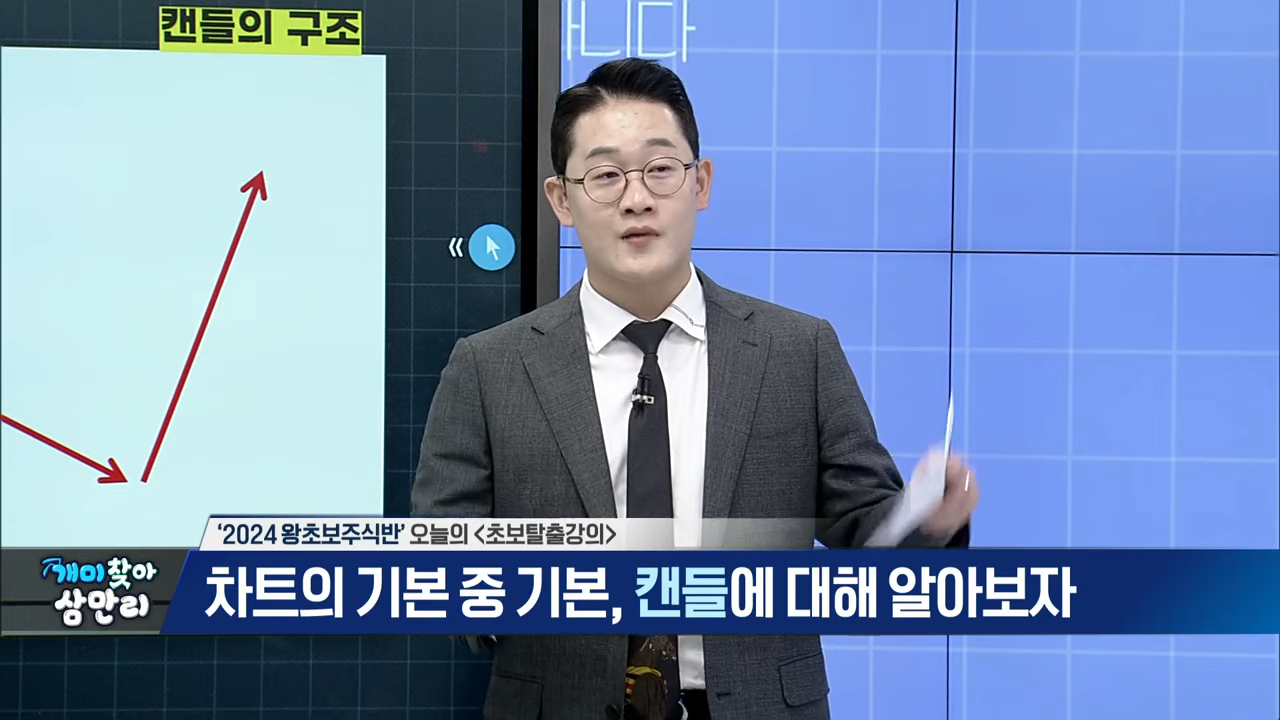 캔들의 구조
니다
'2024 왕초보주식반' 오늘의 <초보탈출강의>
개미찾아
삼만리
차트의 기본 중 기본, 캔들에 대해 알아보자